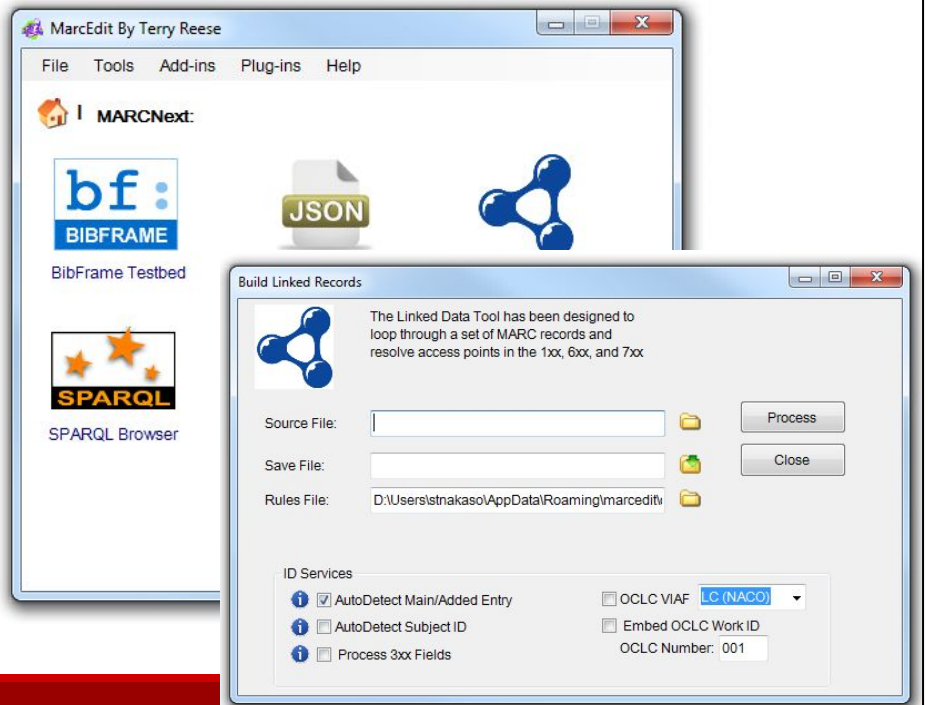 MarcEdit By Terry Reese
File Tools Add-ins Plug-ins Help
MARCNext:
bf:
BIBFRAME
JSON
BibFrame Testbed
SPARQL
SPARQL Browser
Build Linked Records
The Linked Data Tool has been designed to
loop through a set of MARC records and
resolve access points in the 1xx, 6xx, and 7xx
Source File:
Process
Save File:
Close
Rules File: D:\Users\stnakaso\AppData\Roaming\marcedit\
ID Services
AutoDetect Main/Added Entry
OCLC VIAF LC (NACO)
AutoDetect Subject ID
Embed OCLC Work ID
Process 3xx Fields
OCLC Number: 001